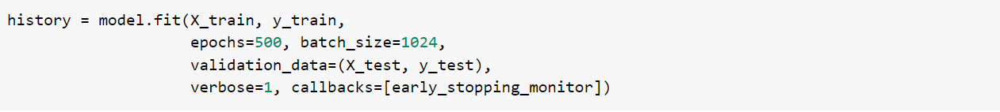 history = model.fit(X_train, y_train,
                    epochs=500, batch_size=1024,
                    validation_data=(X_test, y_test),
                    verbose=1, callbacks=[early_stopping_monitor])